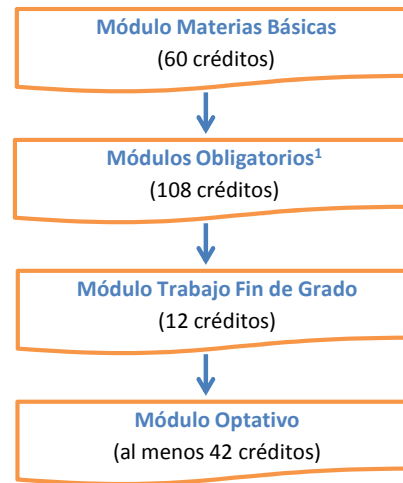 Módulo Materias Básicas
(60 créditos)
Módulos Obligatorios¹
(108 créditos)
Módulo Trabajo Fin de Grado
(12 créditos)
Módulo Optativo
(al menos 42 créditos)